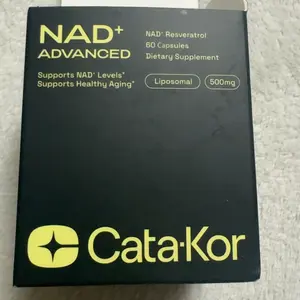 NAD+
ADVANCED
Supports NAD+ Levels*
Supports Healthy Aging*
NAD+ Resveratrol
60 Capsules
Dietary Supplement
Liposomal
500mg
Cata·Kor